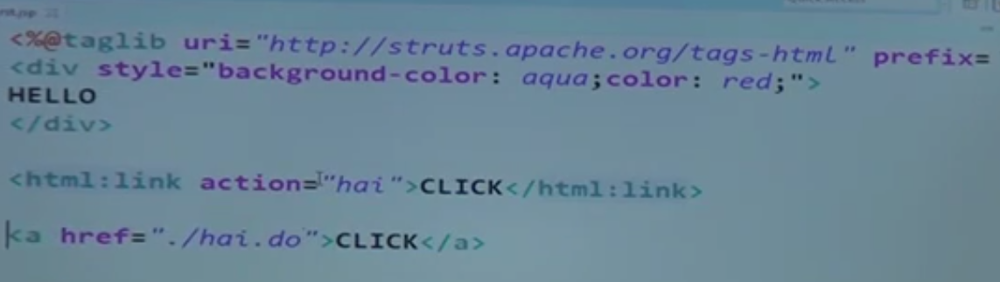 <%@taglib uri="http://struts.apache.org/tags-html" prefix=
<div style="background-color: aqua;color: red;">
HELLO
</div>
<html:link action="hai">CLICK</html:link>
<a href="./hai.do">CLICK</a>